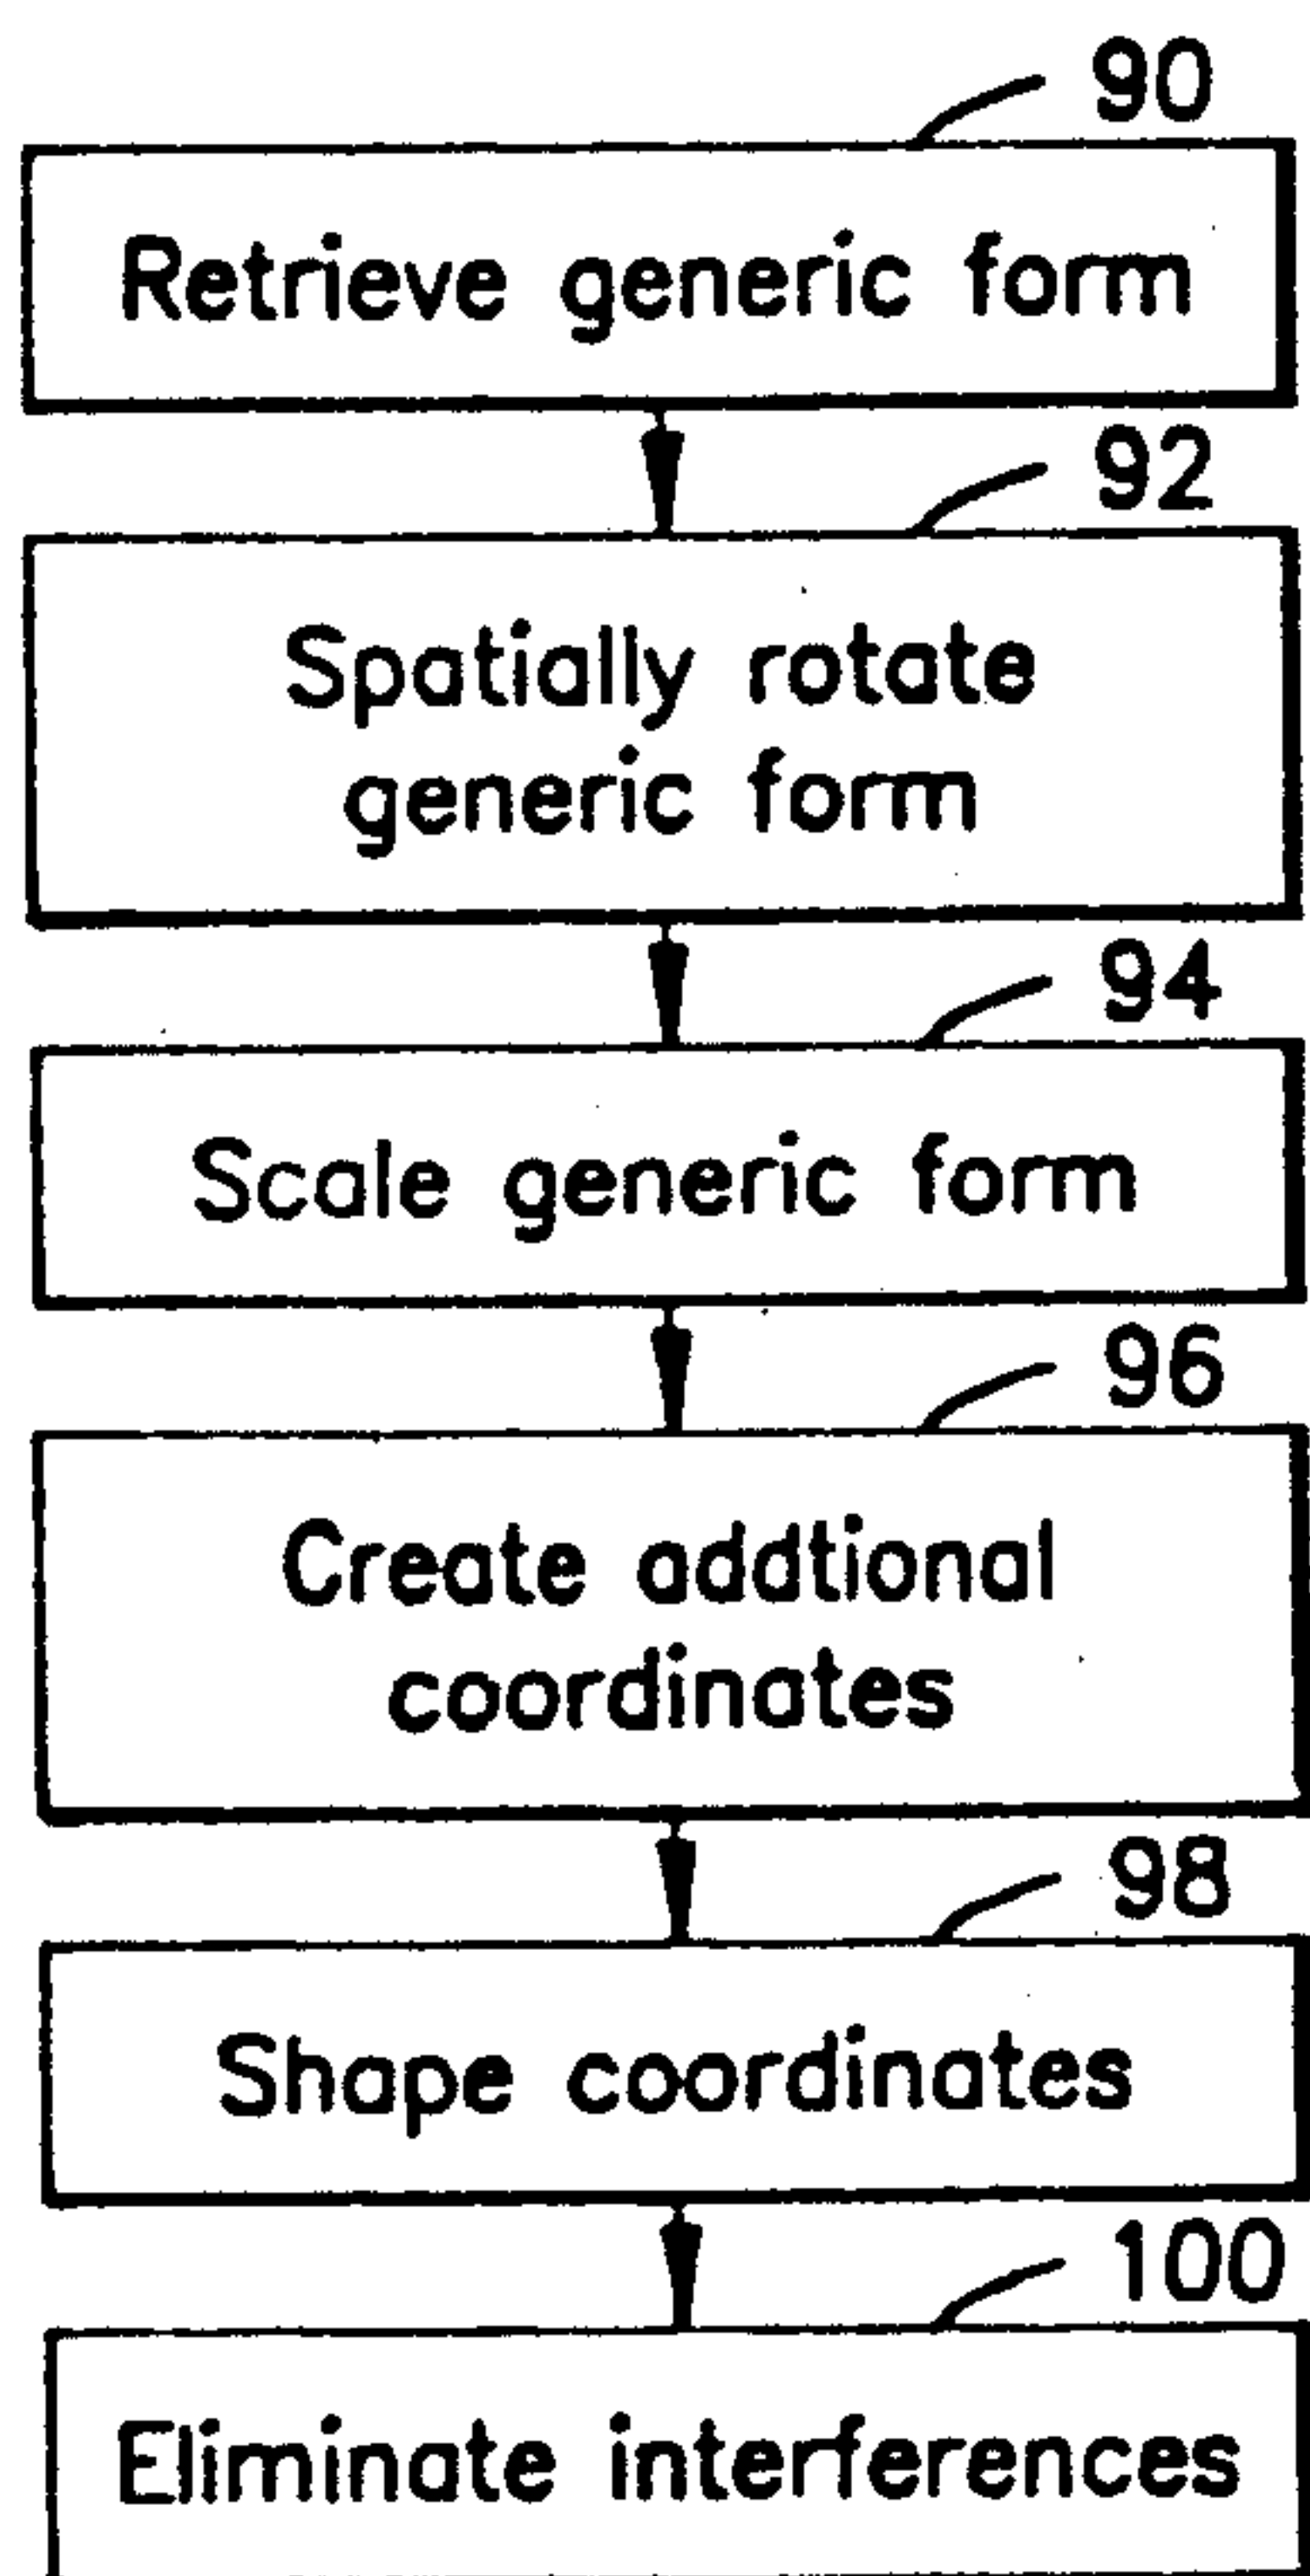 90
Retrieve generic form
92
Spatially rotate
generic form
94
Scale generic form
96
Create addtional
coordinates
98
Shape coordinates
100
Eliminate interferences